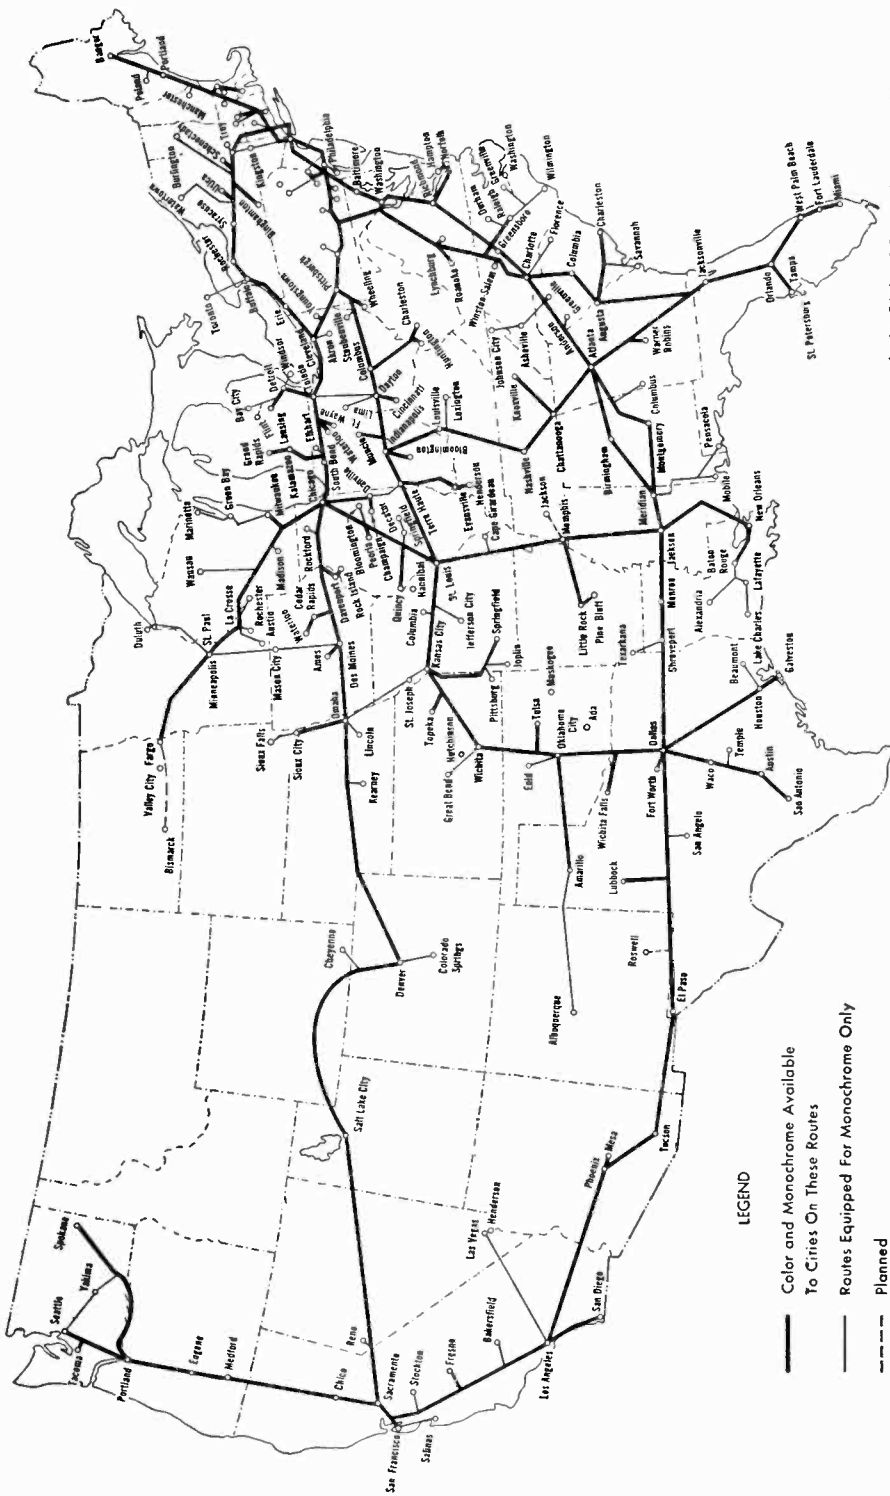 Seattle
Tacoma
Yakima
Spokane
Portland
Eugene
Medford
Chico
Sacramento
Reno
San Francisco
Stockton
Salinas
Fresno
Bakersfield
Los Angeles
San Diego
Las Vegas
Henderson
Phoenix
Mesa
Tucson
Salt Lake City
Cheyenne
Denver
Colorado
Springs
Albuquerque
El Paso
Roswell
Amarillo
Lubbock
San Angelo
Bismarck
Valley City
Fargo
Duluth
Minneapolis
St. Paul
Wausau
La Crosse
Rochester
Austin
Mason City
Sioux Falls
Sioux City
Omaha
Lincoln
Kearney
Ames
Des Moines
Waterloo
Cedar
Rapids
Davenport
Rock Island
Marinette
Green Bay
Milwaukee
Madison
Rockford
Chicago
Kalamazoo
Grand
Rapids
Lansing
Flint
Bay City
Detroit
Windsor
Elkhart
South Bend
Waterloo
Ft. Wayne
Lima
Toledo
Cleveland
Akron
Youngstown
Erie
Buffalo
Toronto
Rochester
Syracuse
Watertown
Utica
Burlington
Schenectady
Troy
Binghamton
Kingston
Manchester
Poland
Portland
Bangor
Philadelphia
Baltimore
Washington
Pittsburgh
Wheeling
Steubenville
Columbus
Dayton
Cincinnati
Charleston
Huntington
Muncie
Indianapolis
Bloomington
Louisville
Lexington
Danville
Bloomington
Peoria
Champaign
Decatur
Springfield
Terre Haute
Evansville
Henderson
Quincy
Hannibal
St. Louis
Columbia
Jefferson City
Kansas City
St. Joseph
Topeka
Hutchinson
Great Bend
Wichita
Pittsburg
Joplin
Springfield
Cape Girardeau
Muskogee
Tulsa
Enid
Oklahoma
City
Ada
Wichita Falls
Fort Worth
Dallas
Waco
Temple
Austin
San Antonio
Houston
Galveston
Beaumont
Lake Charles
Lafayette
Alexandria
Baton
Rouge
New Orleans
Mobile
Pensacola
Texarkana
Shreveport
Monroe
Jackson
Meridian
Little Rock
Pine Bluff
Memphis
Jackson
Nashville
Chattanooga
Knoxville
Johnson City
Asheville
Birmingham
Montgomery
Columbus
Atlanta
Augusta
Warner
Robins
Anderson
Greenville
Charlotte
Columbia
Florence
Winston-Salem
Greensboro
Durham
Raleigh
Greenville
Washington
Wilmington
Lynchburg
Roanoke
Richmond
Hampton
Norfolk
Charleston
Savannah
Jacksonville
Orlando
Tampa
St. Petersburg
West Palm Beach
Fort Lauderdale
Miami
LEGEND
Color and Monochrome Available
To Cities On These Routes
Routes Equipped For Monochrome Only
Planned